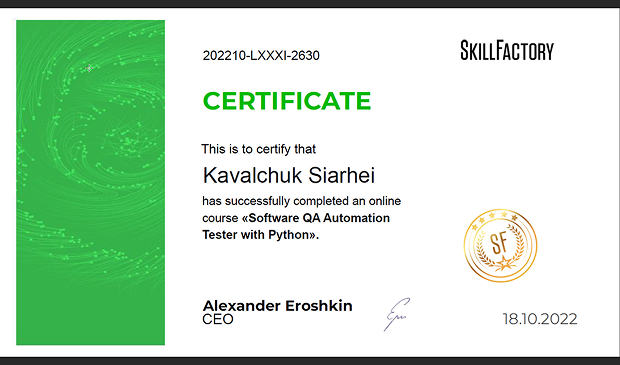 202210-LXXXI-2630
SKILLFACTORY
CERTIFICATE
This is to certify that
Kavalchuk Siarhei
has successfully completed an online
course «Software QA Automation
Tester with Python».
SF
Alexander Eroshkin
CEO
18.10.2022